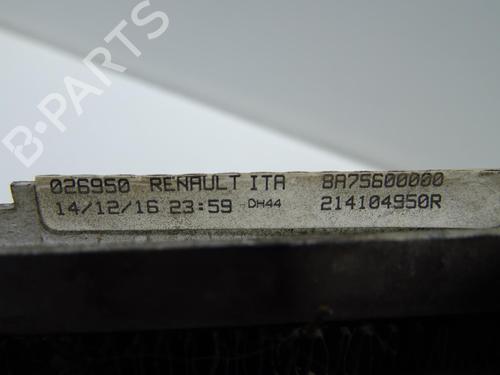 B-PARTS
026950 RENAULT ITA 8A75600000
14/12/16 23:59 DH44 214104950R